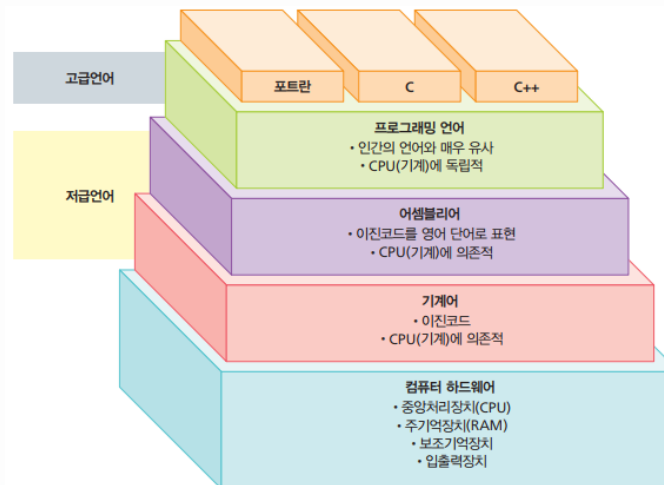 고급언어
포트란
C
C++
프로그래밍 언어
• 인간의 언어와 매우 유사
• CPU(기계)에 독립적
저급언어
어셈블리어
• 이진코드를 영어 단어로 표현
• CPU(기계)에 의존적
기계어
• 이진코드
• CPU(기계)에 의존적
컴퓨터 하드웨어
• 중앙처리장치(CPU)
• 주기억장치(RAM)
• 보조기억장치
• 입출력장치